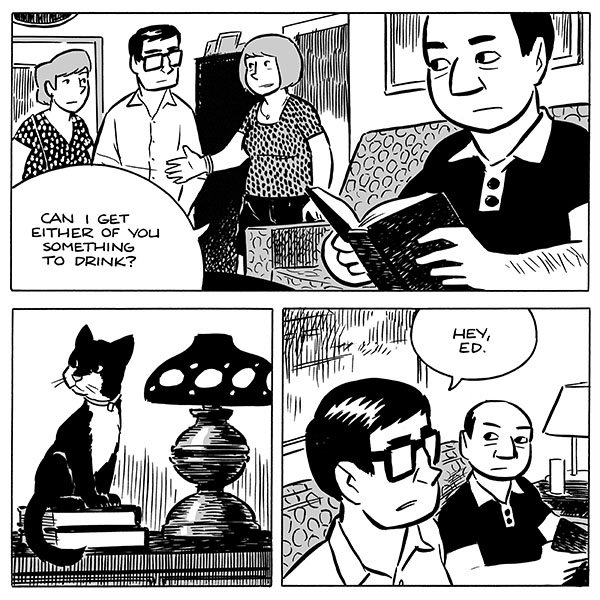 CAN I GET
EITHER OF YOU
SOMETHING
TO DRINK?
HEY,
ED.